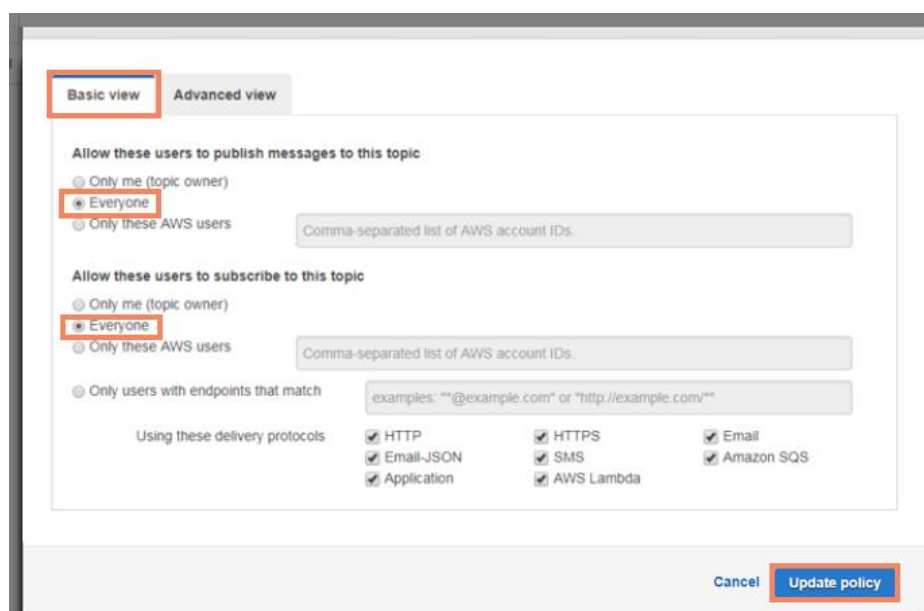 Basic view Advanced view
Allow these users to publish messages to this topic
Only me (topic owner)
Everyone
Only these AWS users
Comma-separated list of AWS account IDs.
Allow these users to subscribe to this topic
Only me (topic owner)
Everyone
Only these AWS users
Comma-separated list of AWS account IDs.
Only users with endpoints that match
examples: "*@example.com" or "http://example.com/*"
Using these delivery protocols HTTP HTTPS Email
Email-JSON SMS Amazon SQS
Application AWS Lambda
Cancel Update policy